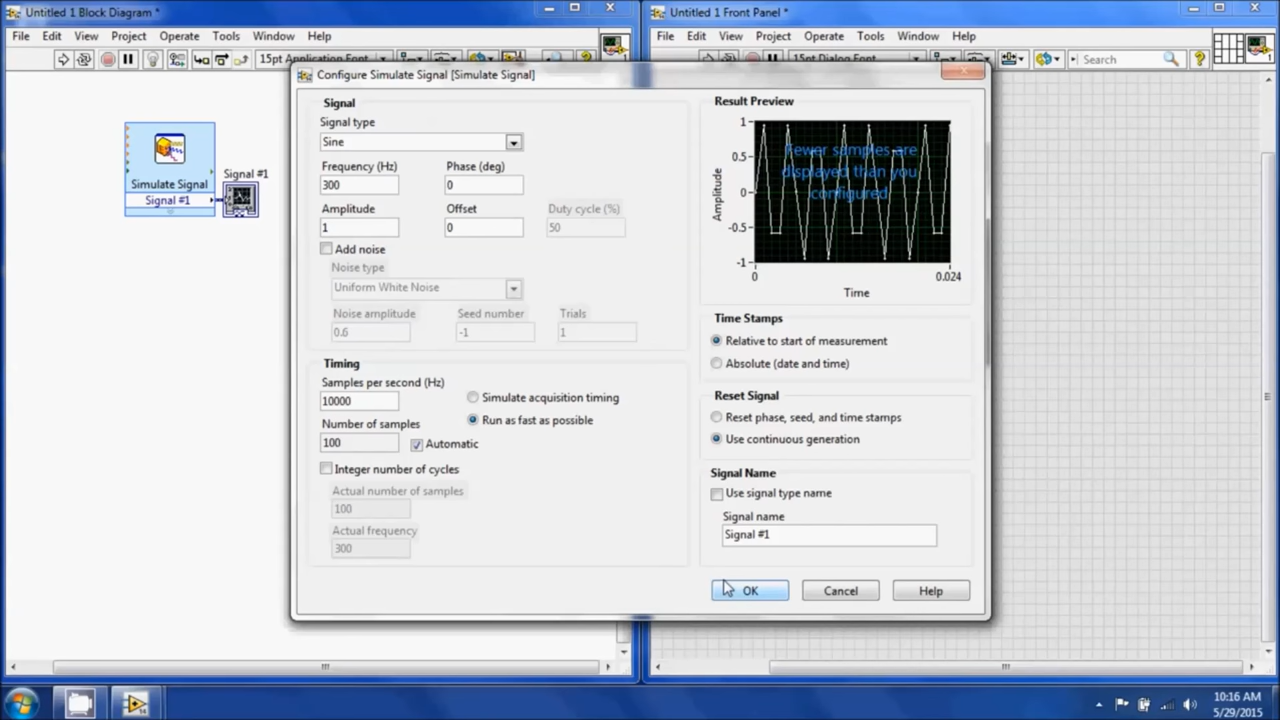 Untitled 1 Block Diagram *
File Edit View Project Operate Tools Window Help
15pt Application Font
Simulate Signal
Signal #1
Signal #1
Untitled 1 Front Panel *
File Edit View Project Operate Tools Window Help
15pt Dialog Font
Search
Configure Simulate Signal [Simulate Signal]
Signal
Signal type
Sine
Frequency (Hz) Phase (deg)
300 0
Amplitude Offset Duty cycle (%)
1 0 50
Add noise
Noise type
Uniform White Noise
Noise amplitude Seed number Trials
0.6 -1 1
Timing
Samples per second (Hz)
10000
Simulate acquisition timing
Run as fast as possible
Number of samples
100 Automatic
Integer number of cycles
Actual number of samples
100
Actual frequency
300
Result Preview
1
0.5
0
-0.5
-1
Amplitude
Fewer samples are
displayed than you
configured
0 0.024
Time
Time Stamps
Relative to start of measurement
Absolute (date and time)
Reset Signal
Reset phase, seed, and time stamps
Use continuous generation
Signal Name
Use signal type name
Signal name
Signal #1
OK Cancel Help
10:16 AM
5/29/2015